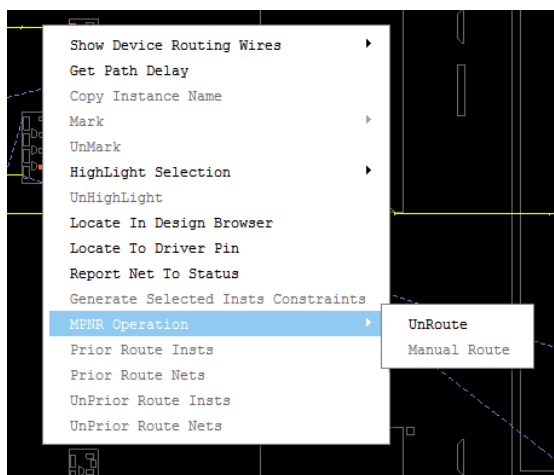 Show Device Routing Wires
Get Path Delay
Copy Instance Name
Mark
UnMark
HighLight Selection
UnHighLight
Locate In Design Browser
Locate To Driver Pin
Report Net To Status
Generate Selected Insts Constraints
MPNR Operation
UnRoute
Manual Route
Prior Route Insts
Prior Route Nets
UnPrior Route Insts
UnPrior Route Nets